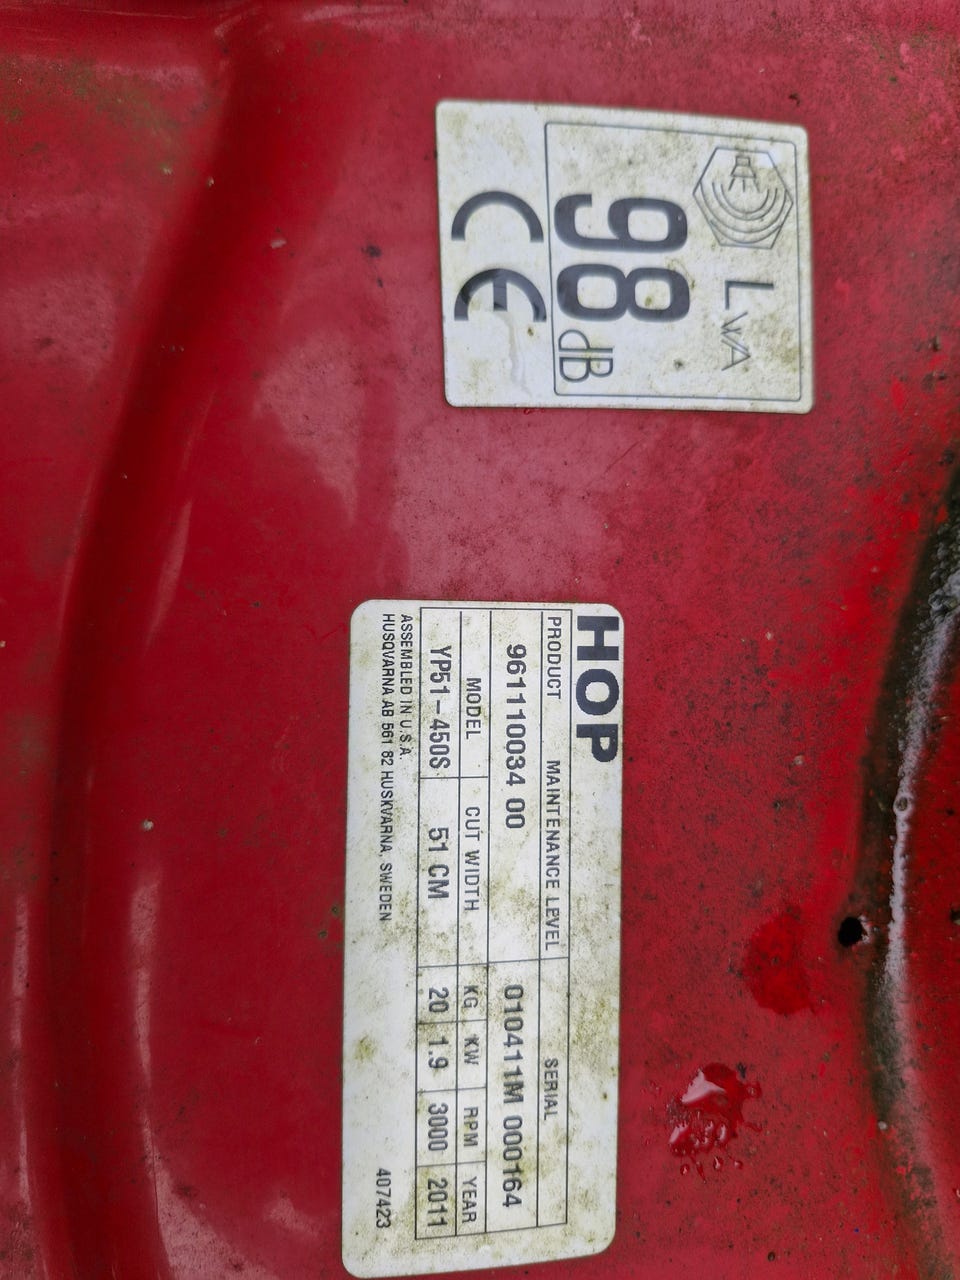 LWA
98 dB
CE
HOP
PRODUCT MAINTENANCE LEVEL SERIAL
961110034 00 010411M 000164
MODEL CUT WIDTH KG KW RPM YEAR
YP51-450S 51 CM 20 1.9 3000 2011
ASSEMBLED IN U.S.A.
HUSQVARNA AB 561 82 HUSKVARNA, SWEDEN 407423